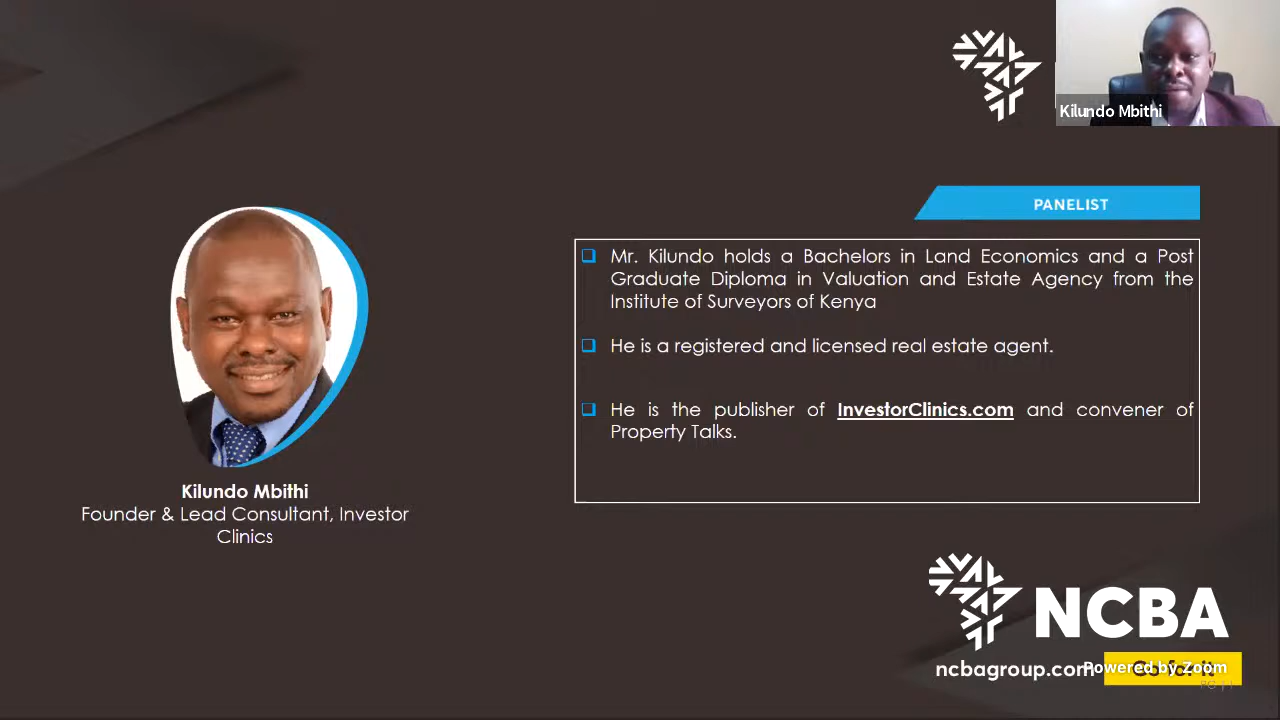 Kilundo Mbithi
PANELIST
Mr. Kilundo holds a Bachelors in Land Economics and a Post
Graduate Diploma in Valuation and Estate Agency from the
Institute of Surveyors of Kenya
He is a registered and licensed real estate agent.
He is the publisher of InvestorClinics.com and convener of
Property Talks.
Kilundo Mbithi
Founder & Lead Consultant, Investor
Clinics
NCBA
ncbagroup.com
Go for it
Powered by Zoom